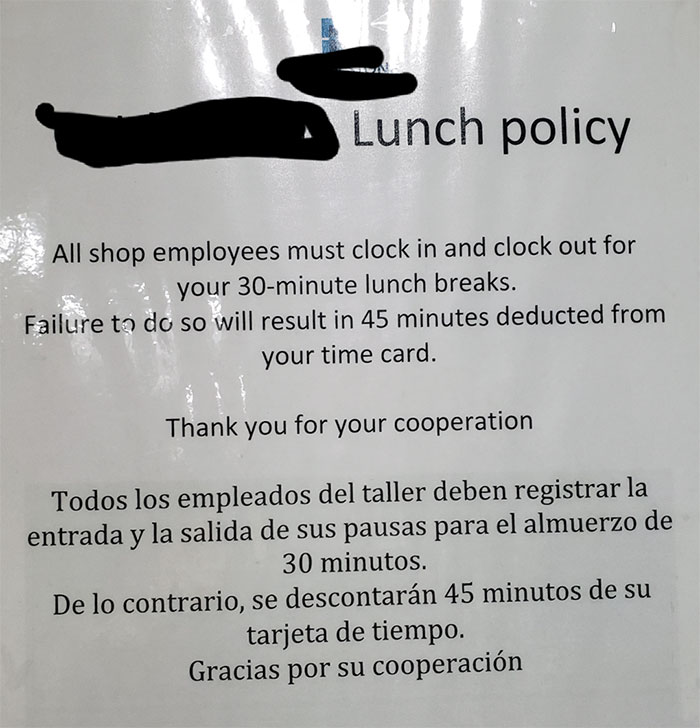 Lunch policy
All shop employees must clock in and clock out for
your 30-minute lunch breaks.
Failure to do so will result in 45 minutes deducted from
your time card.
Thank you for your cooperation
Todos los empleados del taller deben registrar la
entrada y la salida de sus pausas para el almuerzo de
30 minutos.
De lo contrario, se descontarán 45 minutos de su
tarjeta de tiempo.
Gracias por su cooperación